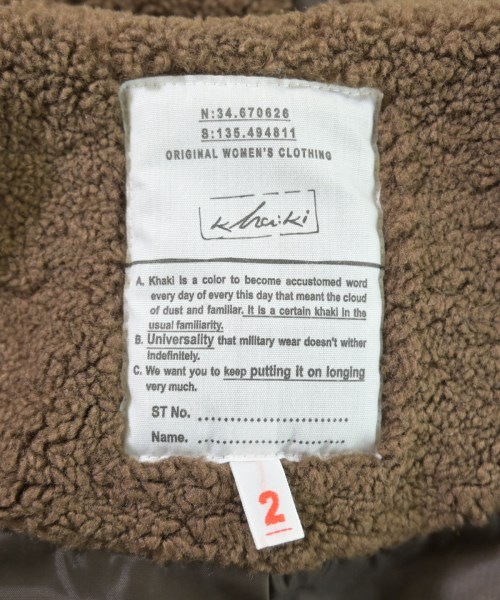 N:34.670626
S:135.494811
ORIGINAL WOMEN'S CLOTHING
khai:ki
A. Khaki is a color to become accustomed word
every day of every this day that meant the cloud
of dust and familiar. It is a certain khaki in the
usual familiarity.
B. Universality that military wear doesn't wither
indefinitely.
C. We want you to keep putting it on longing
very much.
ST No. ..........................
Name. ..........................
2